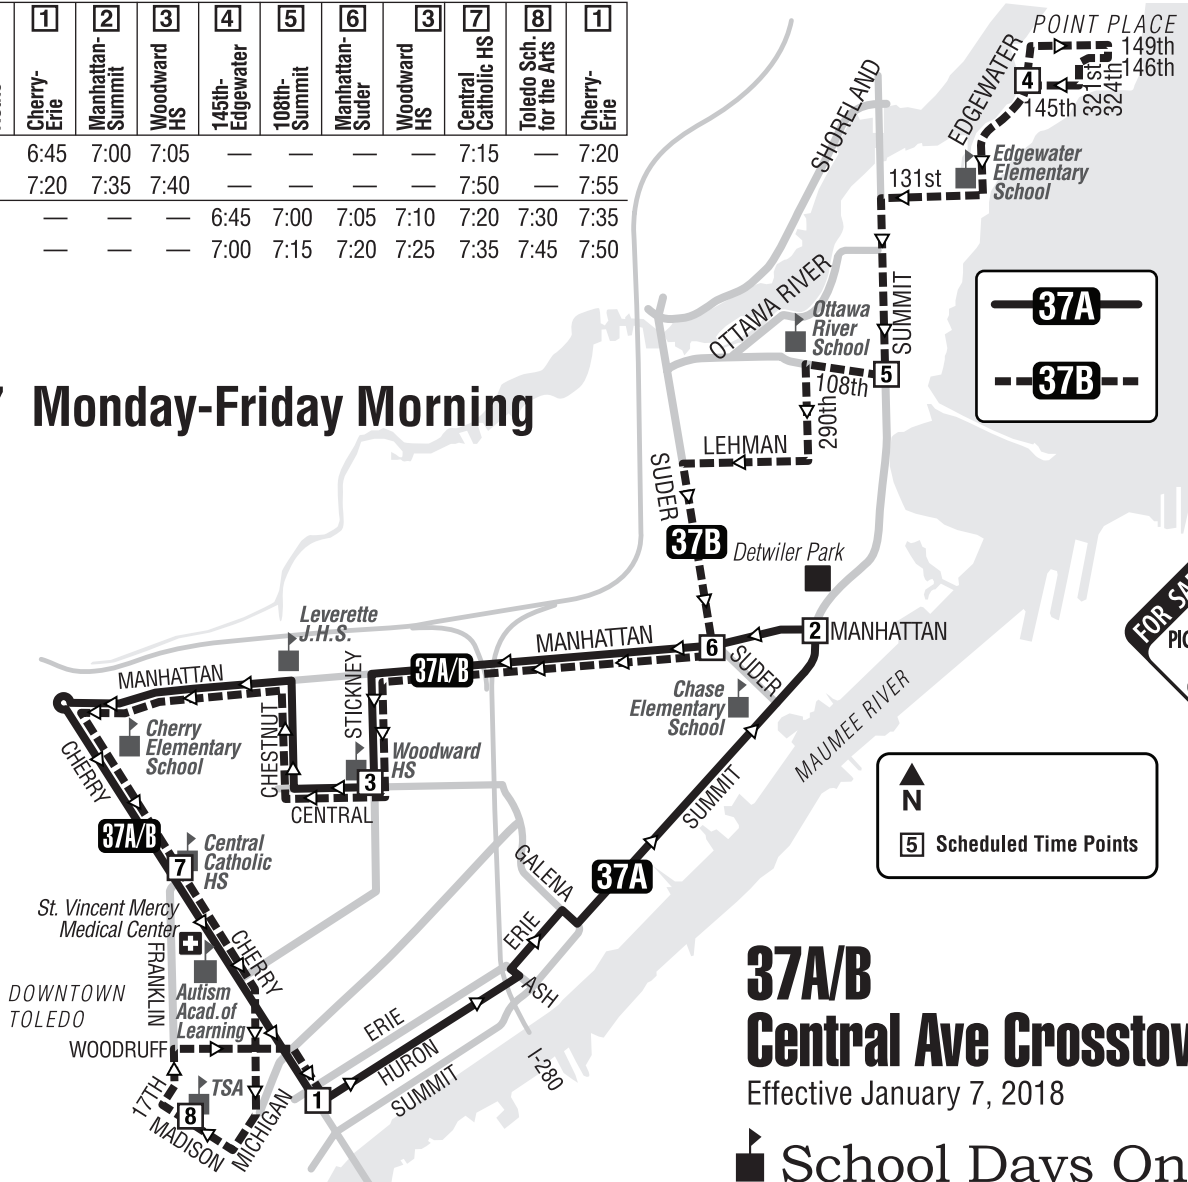 1 2 3 4 5 6 3 7 8 1
Cherry-
Erie
Manhattan-
Summit
Woodward
HS
145th-
Edgewater
108th-
Summit
Manhattan-
Suder
Woodward
HS
Central
Catholic HS
Toledo Sch.
for the Arts
Cherry-
Erie
6:45 7:00 7:05 — — — — 7:15 — 7:20
7:20 7:35 7:40 — — — — 7:50 — 7:55
— — — 6:45 7:00 7:05 7:10 7:20 7:30 7:35
— — — 7:00 7:15 7:20 7:25 7:35 7:45 7:50
Monday-Friday Morning
POINT PLACE
149th
146th
321st
324th
145th
4
EDGEWATER
SHORELAND
Edgewater
Elementary
School
131st
OTTAWA RIVER
SUMMIT
Ottawa
River
School
37A
37B
5
108th
290th
LEHMAN
SUDER
37B
Detwiler Park
FOR SA
PIC
Leverette
J.H.S.
MANHATTAN
2
MANHATTAN
6
37A/B
MANHATTAN
STICKNEY
SUDER
Chase
Elementary
School
MAUMEE RIVER
Cherry
Elementary
School
CHERRY
CHESTNUT
Woodward
HS
3
CENTRAL
SUMMIT
N
5 Scheduled Time Points
37A/B
Central
Catholic
HS
7
GALENA
37A
St. Vincent Mercy
Medical Center
FRANKLIN
CHERRY
ERIE
ASH
DOWNTOWN
TOLEDO
Autism
Acad.of
Learning
ERIE
HURON
SUMMIT
I-280
WOODRUFF
TSA
17TH
8
MADISON
MICHIGAN
1
37A/B
Central Ave Crosstow
Effective January 7, 2018
School Days On